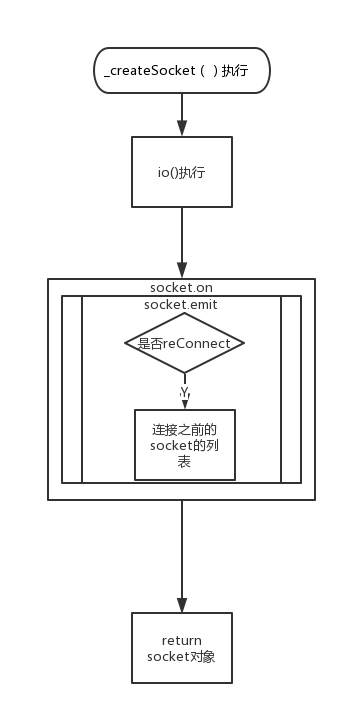 _createSocket（ ）执行
io()执行
socket.on
socket.emit
是否reConnect
Y
连接之前的
socket的列
表
return
socket对象